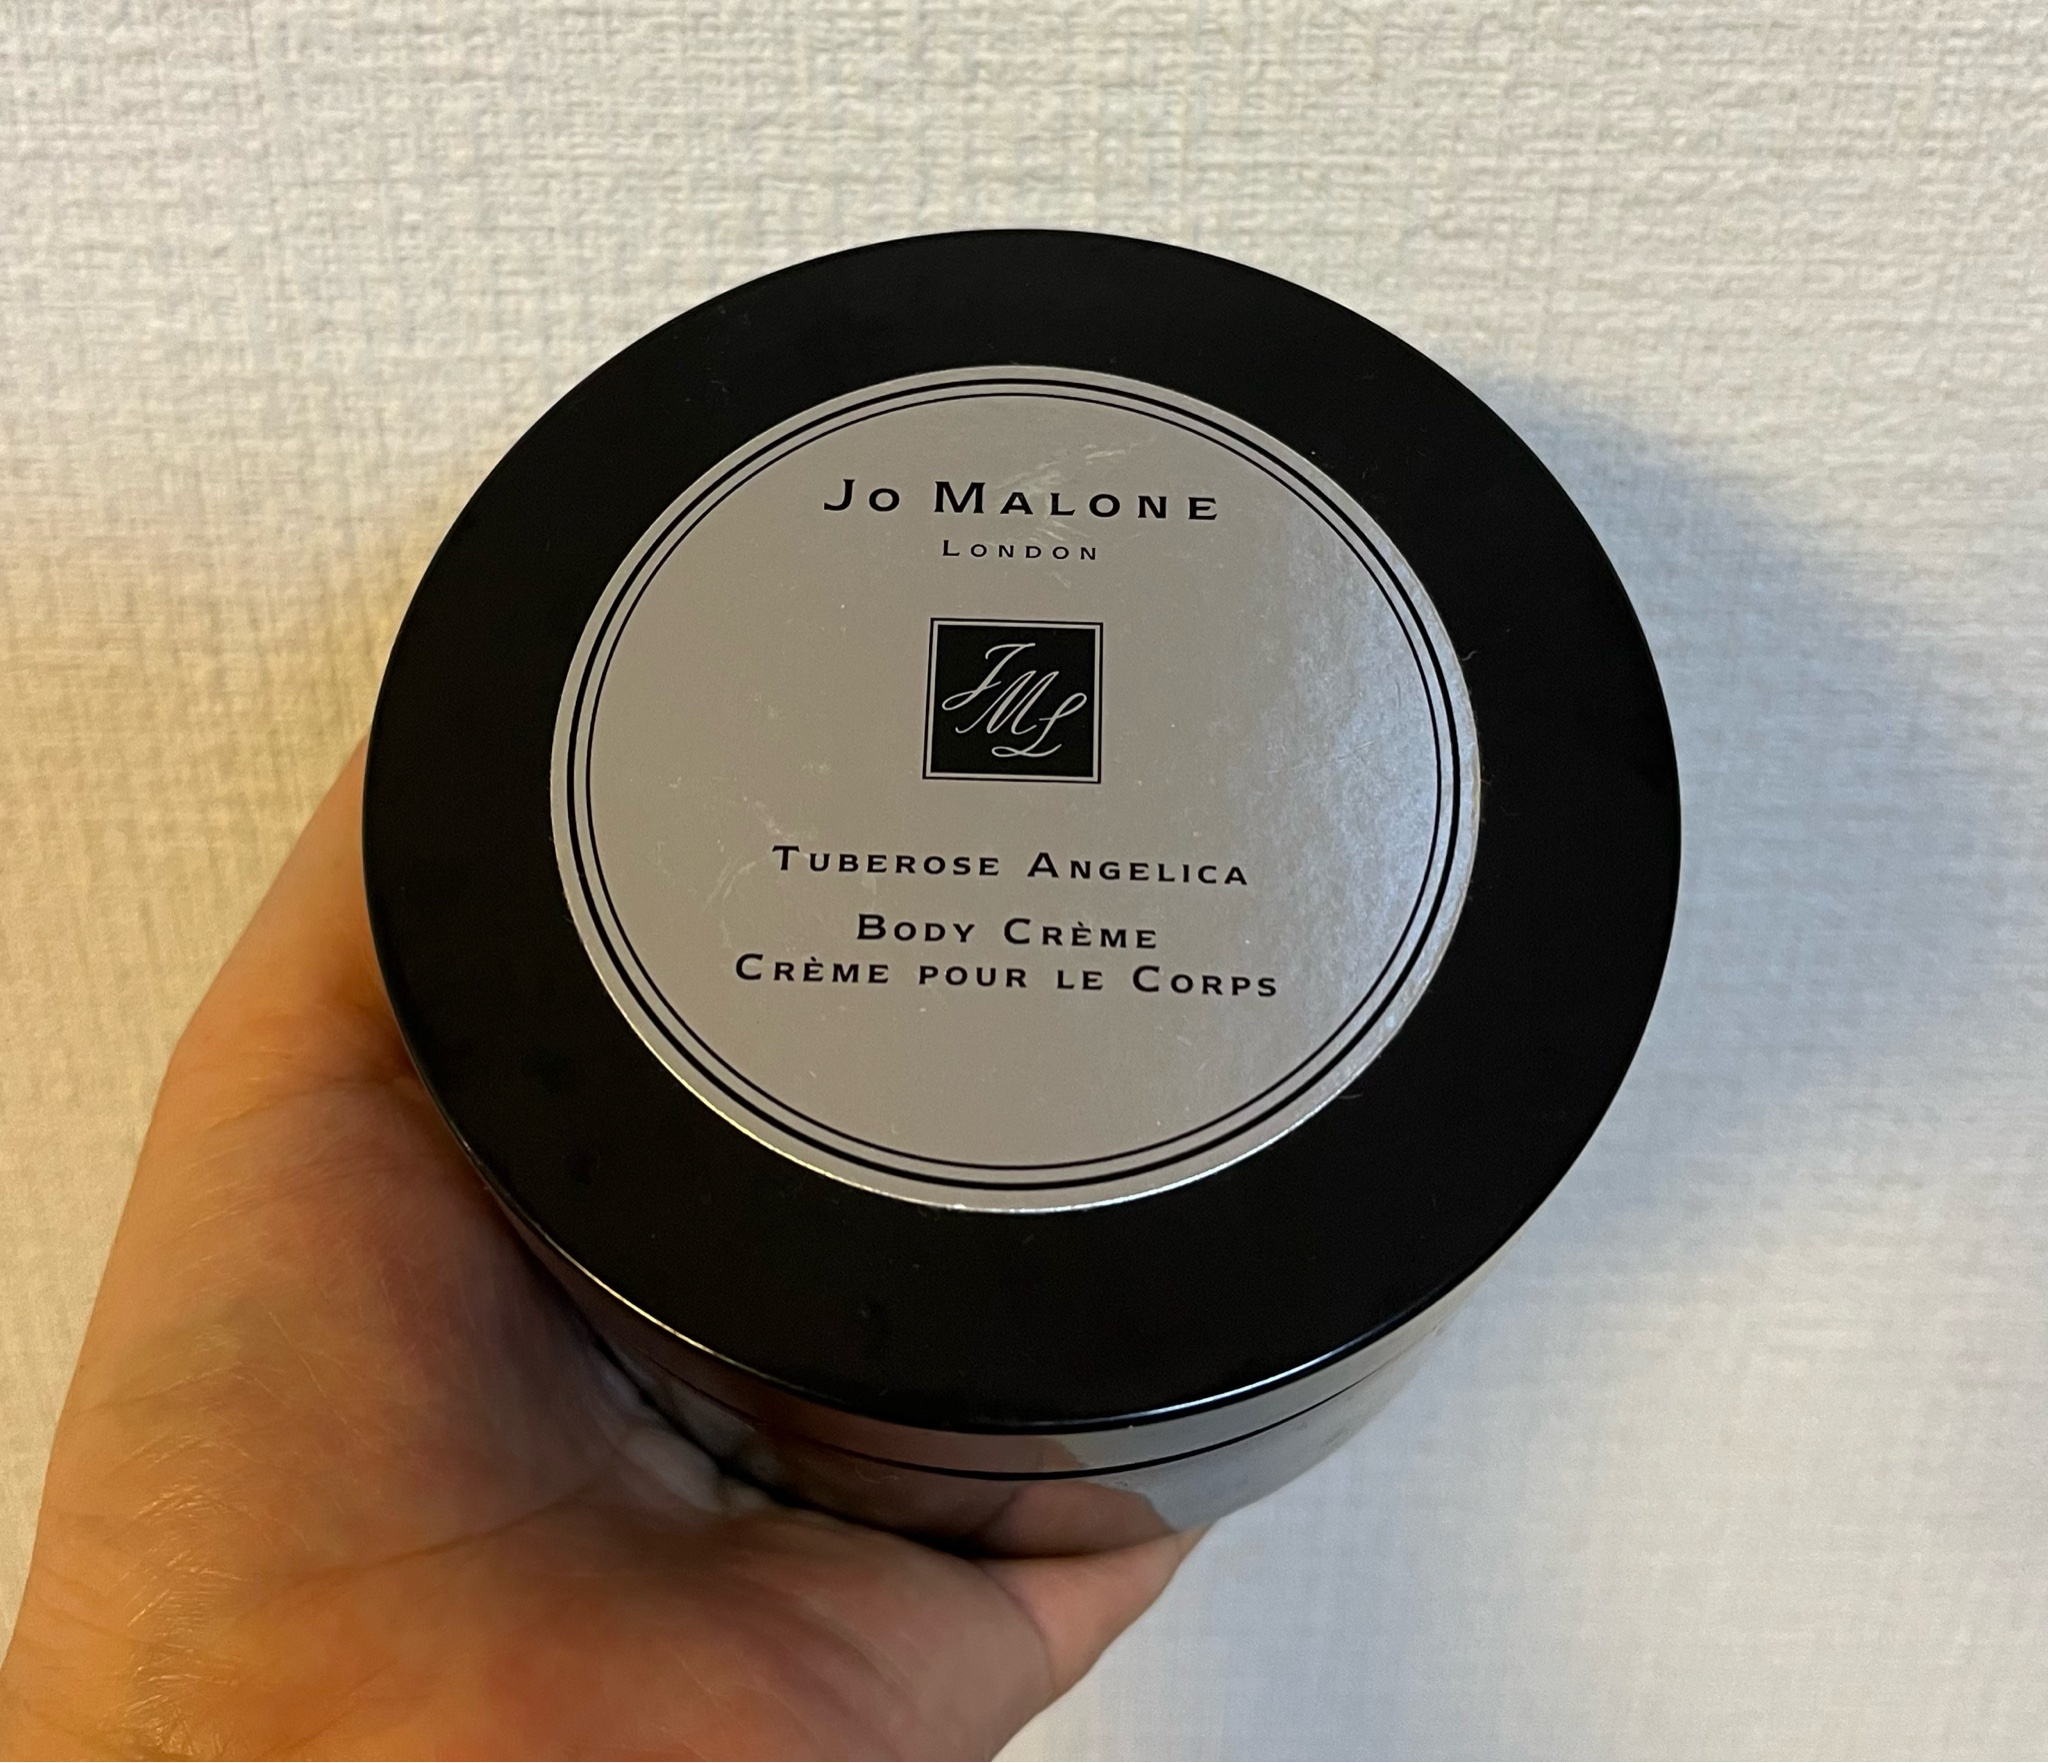 Jo Malone
London
JML
Tuberose Angelica
Body Crème
Crème pour le Corps